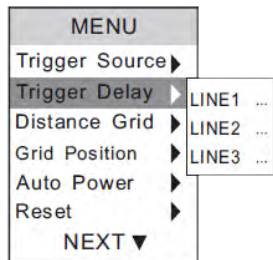 MENU
Trigger Source
Trigger Delay
Distance Grid
Grid Position
Auto Power
Reset
NEXT ▼
LINE1 ...
LINE2 ...
LINE3 ...